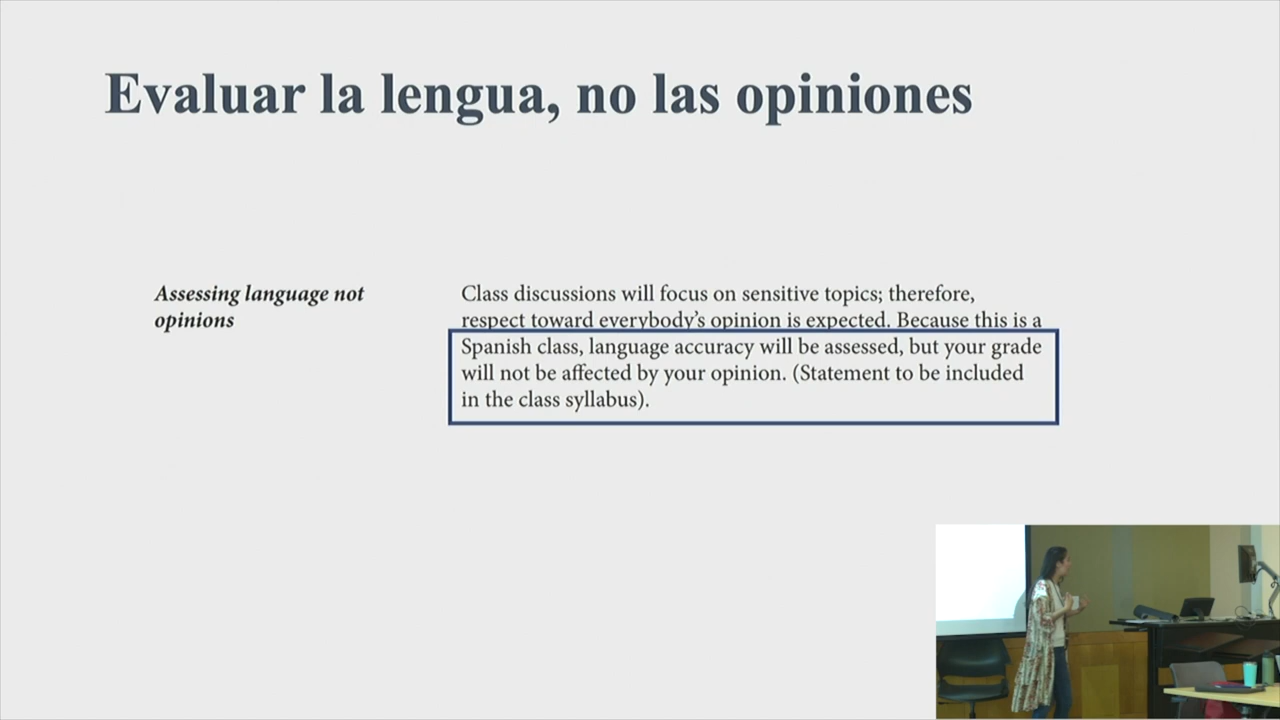 Evaluar la lengua, no las opiniones
Assessing language not
opinions
Class discussions will focus on sensitive topics; therefore,
respect toward everybody's opinion is expected. Because this is a
Spanish class, language accuracy will be assessed, but your grade
will not be affected by your opinion. (Statement to be included
in the class syllabus).